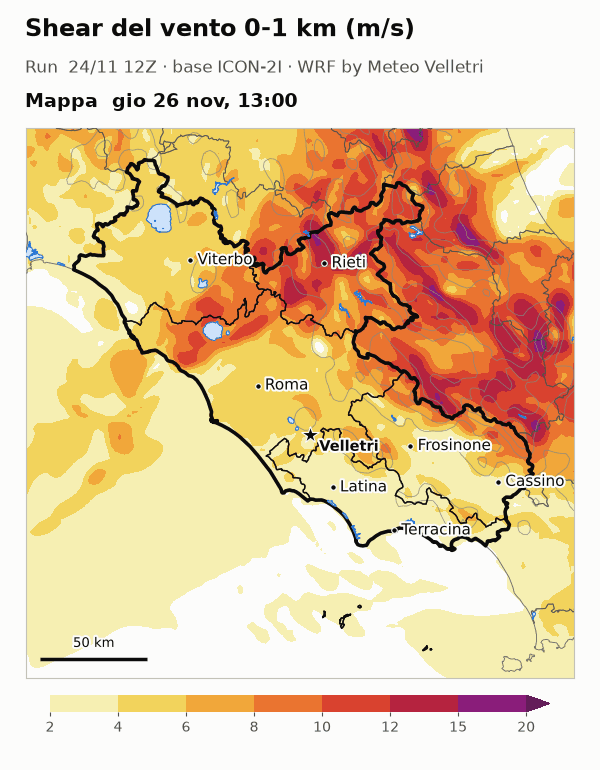 Shear del vento 0-1 km (m/s)
Run  24/11 12Z · base ICON-2I · WRF by Meteo Velletri
Mappa  gio 26 nov, 13:00
Viterbo
Rieti
Roma
Velletri
Frosinone
Latina
Cassino
Terracina
50 km
2 4 6 8 10 12 15 20